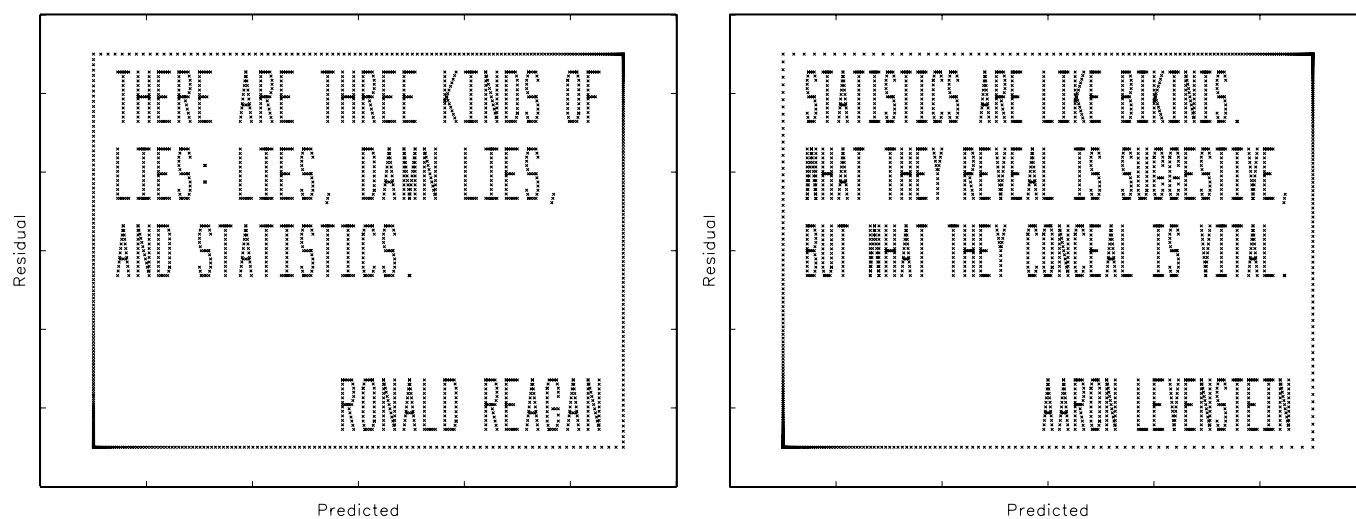 THERE ARE THREE KINDS OF
LIES: LIES, DAMN LIES,
AND STATISTICS.
RONALD REAGAN
Residual
Predicted
STATISTICS ARE LIKE BIKINIS.
WHAT THEY REVEAL IS SUGGESTIVE,
BUT WHAT THEY CONCEAL IS VITAL.
AARON LEVENSTEIN
Residual
Predicted